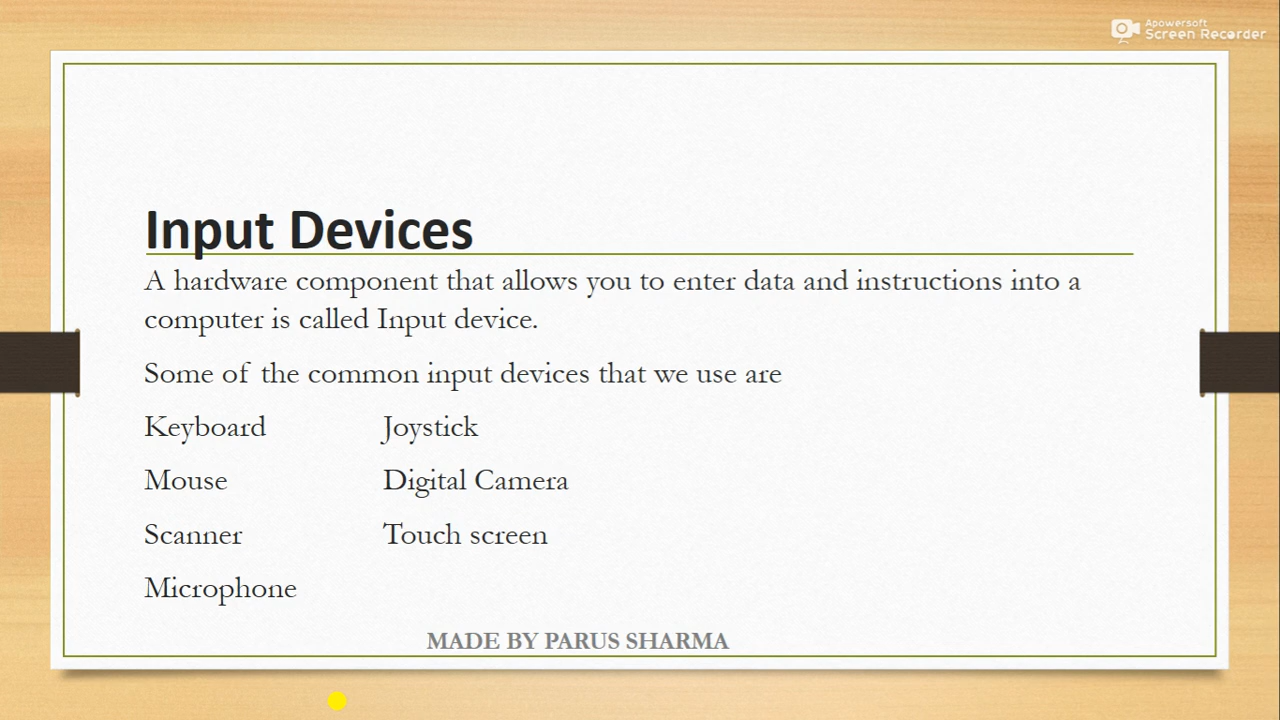 Apowersoft
Screen Recorder
Input Devices
A hardware component that allows you to enter data and instructions into a
computer is called Input device.
Some of the common input devices that we use are
Keyboard Joystick
Mouse Digital Camera
Scanner Touch screen
Microphone
MADE BY PARUS SHARMA